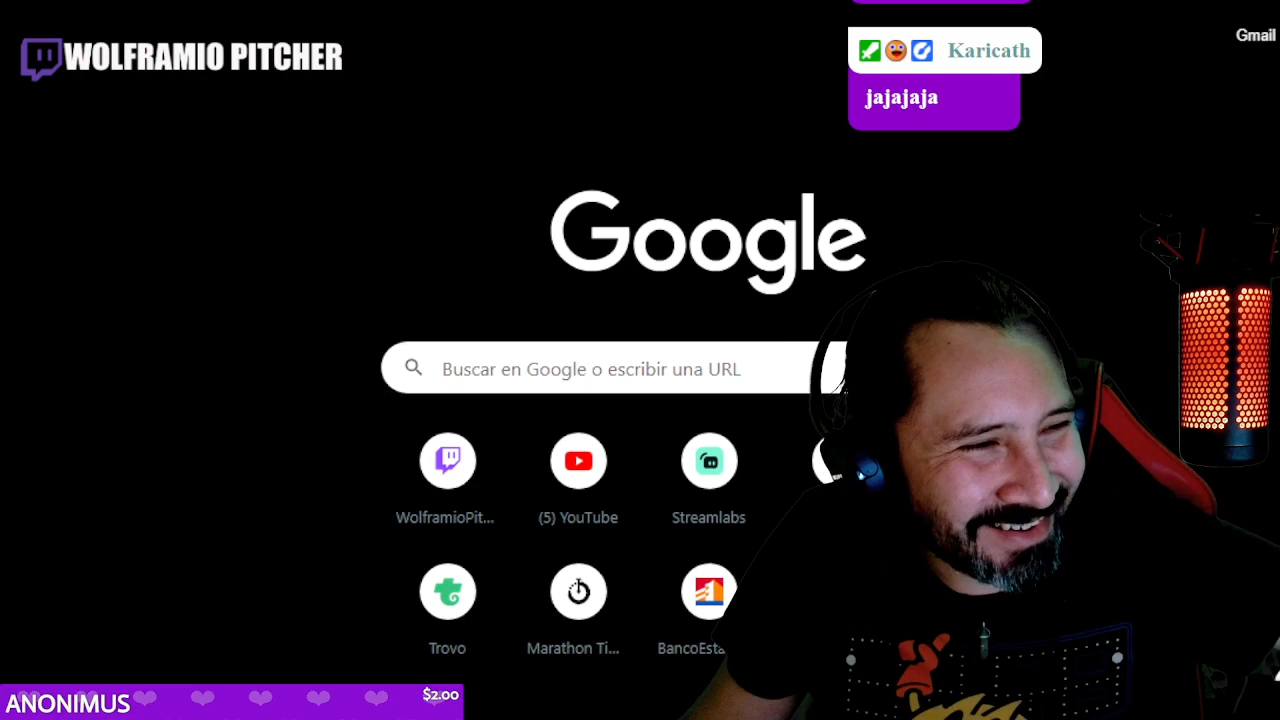 WOLFRAMIO PITCHER
Gmail
Karicath
jajajaja
Google
Buscar en Google o escribir una URL
WolframioPit...
(5) YouTube
Streamlabs
Trovo
Marathon Ti...
BancoEsta
ANONIMUS
$2.00